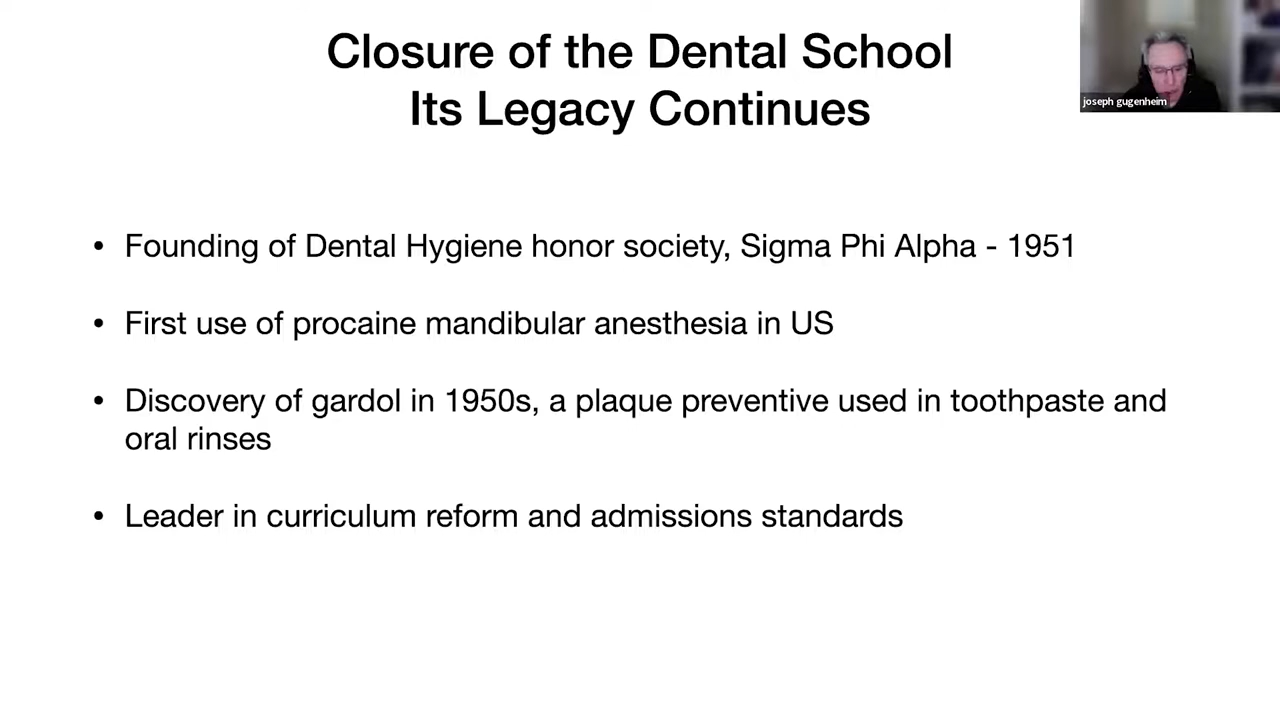 Closure of the Dental School
Its Legacy Continues
joseph gugenheim
• Founding of Dental Hygiene honor society, Sigma Phi Alpha - 1951
• First use of procaine mandibular anesthesia in US
• Discovery of gardol in 1950s, a plaque preventive used in toothpaste and
oral rinses
• Leader in curriculum reform and admissions standards